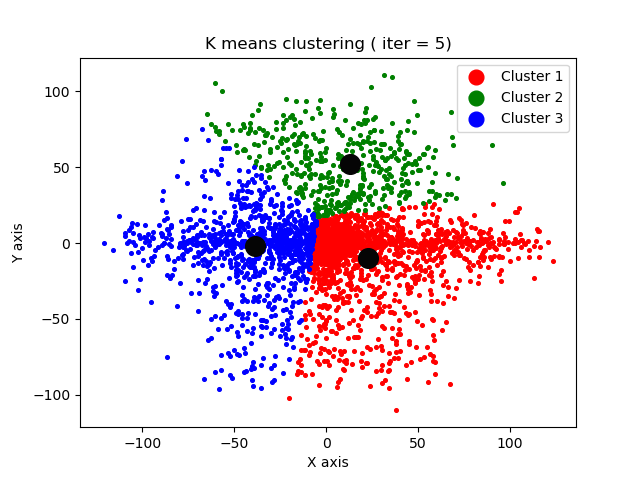 K means clustering ( iter = 5)
Cluster 1
Cluster 2
Cluster 3
Y axis
100
50
0
−50
−100
−100
−50
0
50
100
X axis